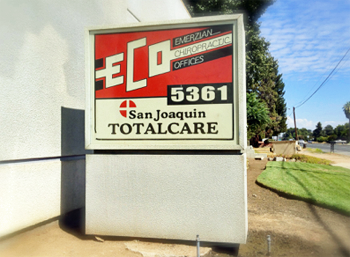 ECO
EMERZIAN
CHIROPRACTIC
OFFICES
5361
San Joaquin
TOTALCARE